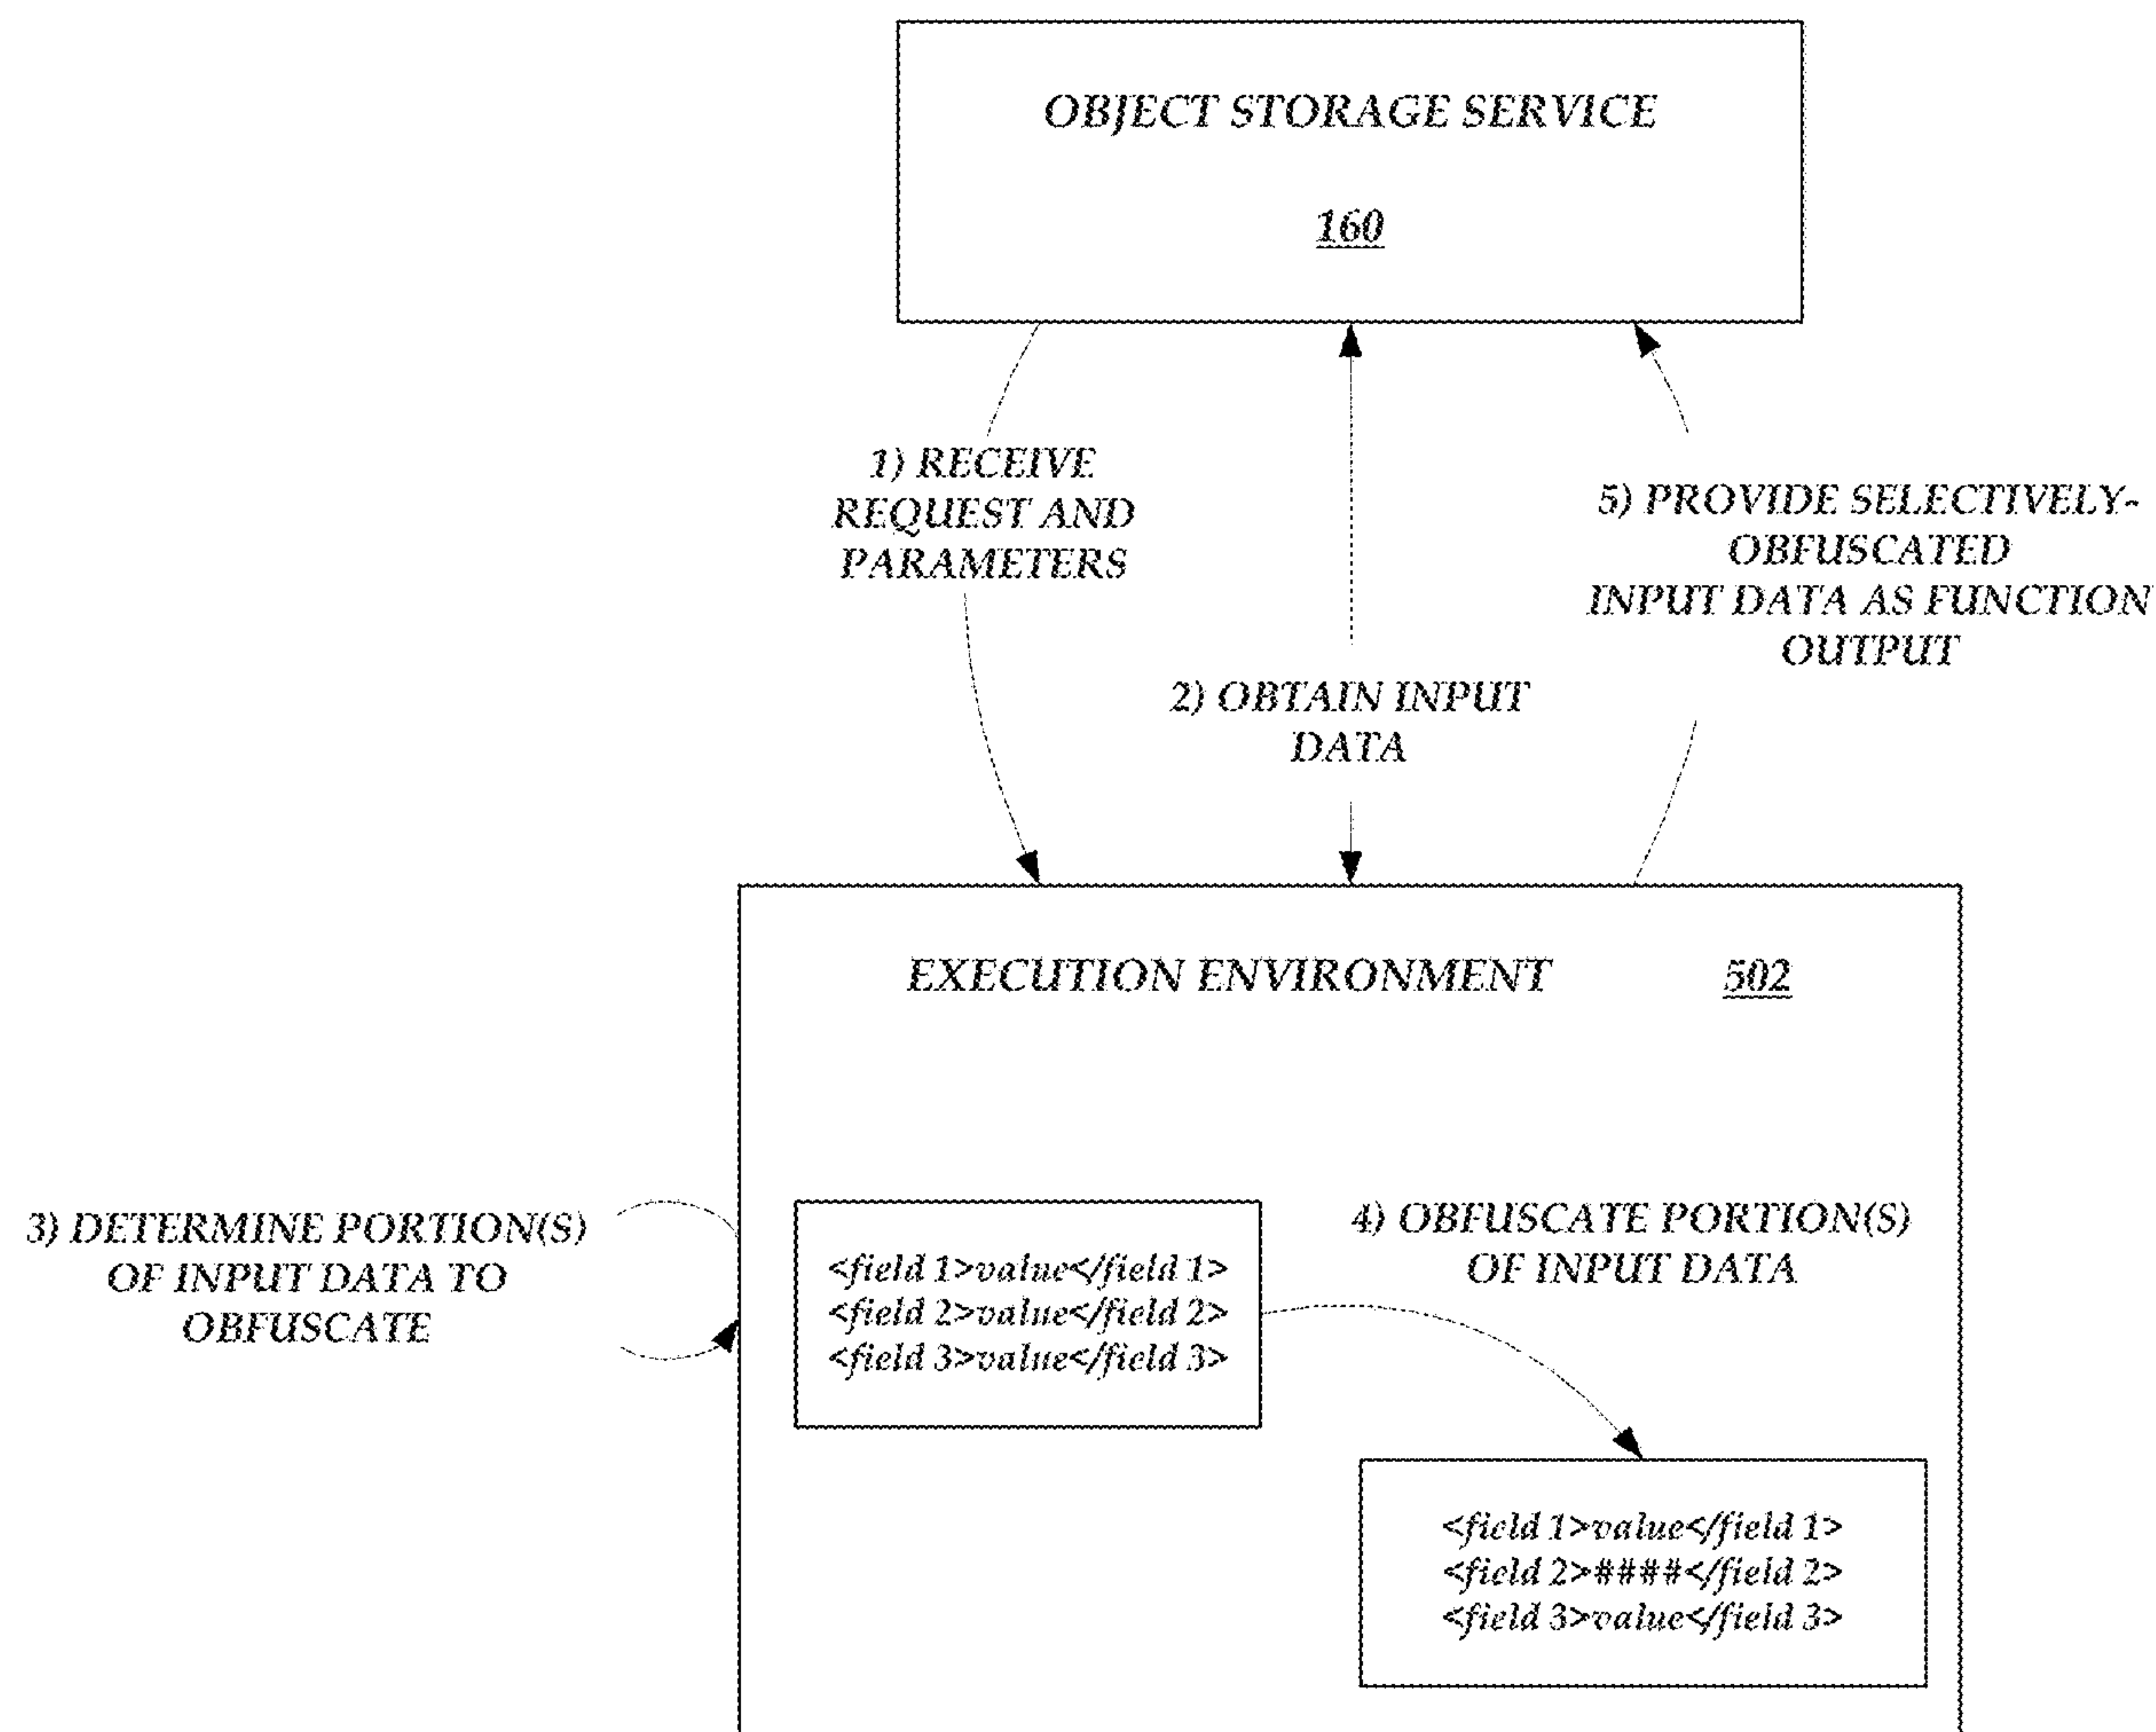 OBJECT STORAGE SERVICE
160
1) RECEIVE
REQUEST AND
PARAMETERS
2) OBTAIN INPUT
DATA
5) PROVIDE SELECTIVELY-
OBFUSCATED
INPUT DATA AS FUNCTION
OUTPUT
EXECUTION ENVIRONMENT 502
3) DETERMINE PORTION(S)
OF INPUT DATA TO
OBFUSCATE
<field 1>value</field 1>
<field 2>value</field 2>
<field 3>value</field 3>
4) OBFUSCATE PORTION(S)
OF INPUT DATA
<field 1>value</field 1>
<field 2>####</field 2>
<field 3>value</field 3>